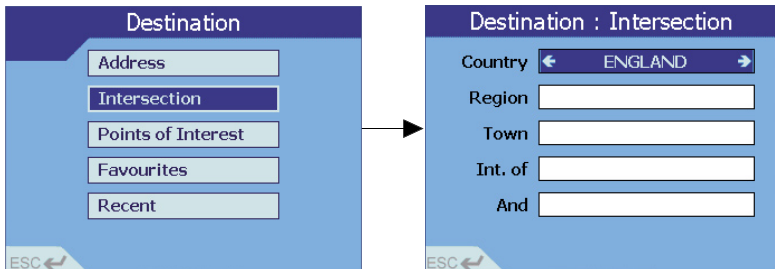 Destination
Address
Intersection
Points of Interest
Favourites
Recent
ESC
Destination : Intersection
Country ENGLAND
Region
Town
Int. of
And
ESC